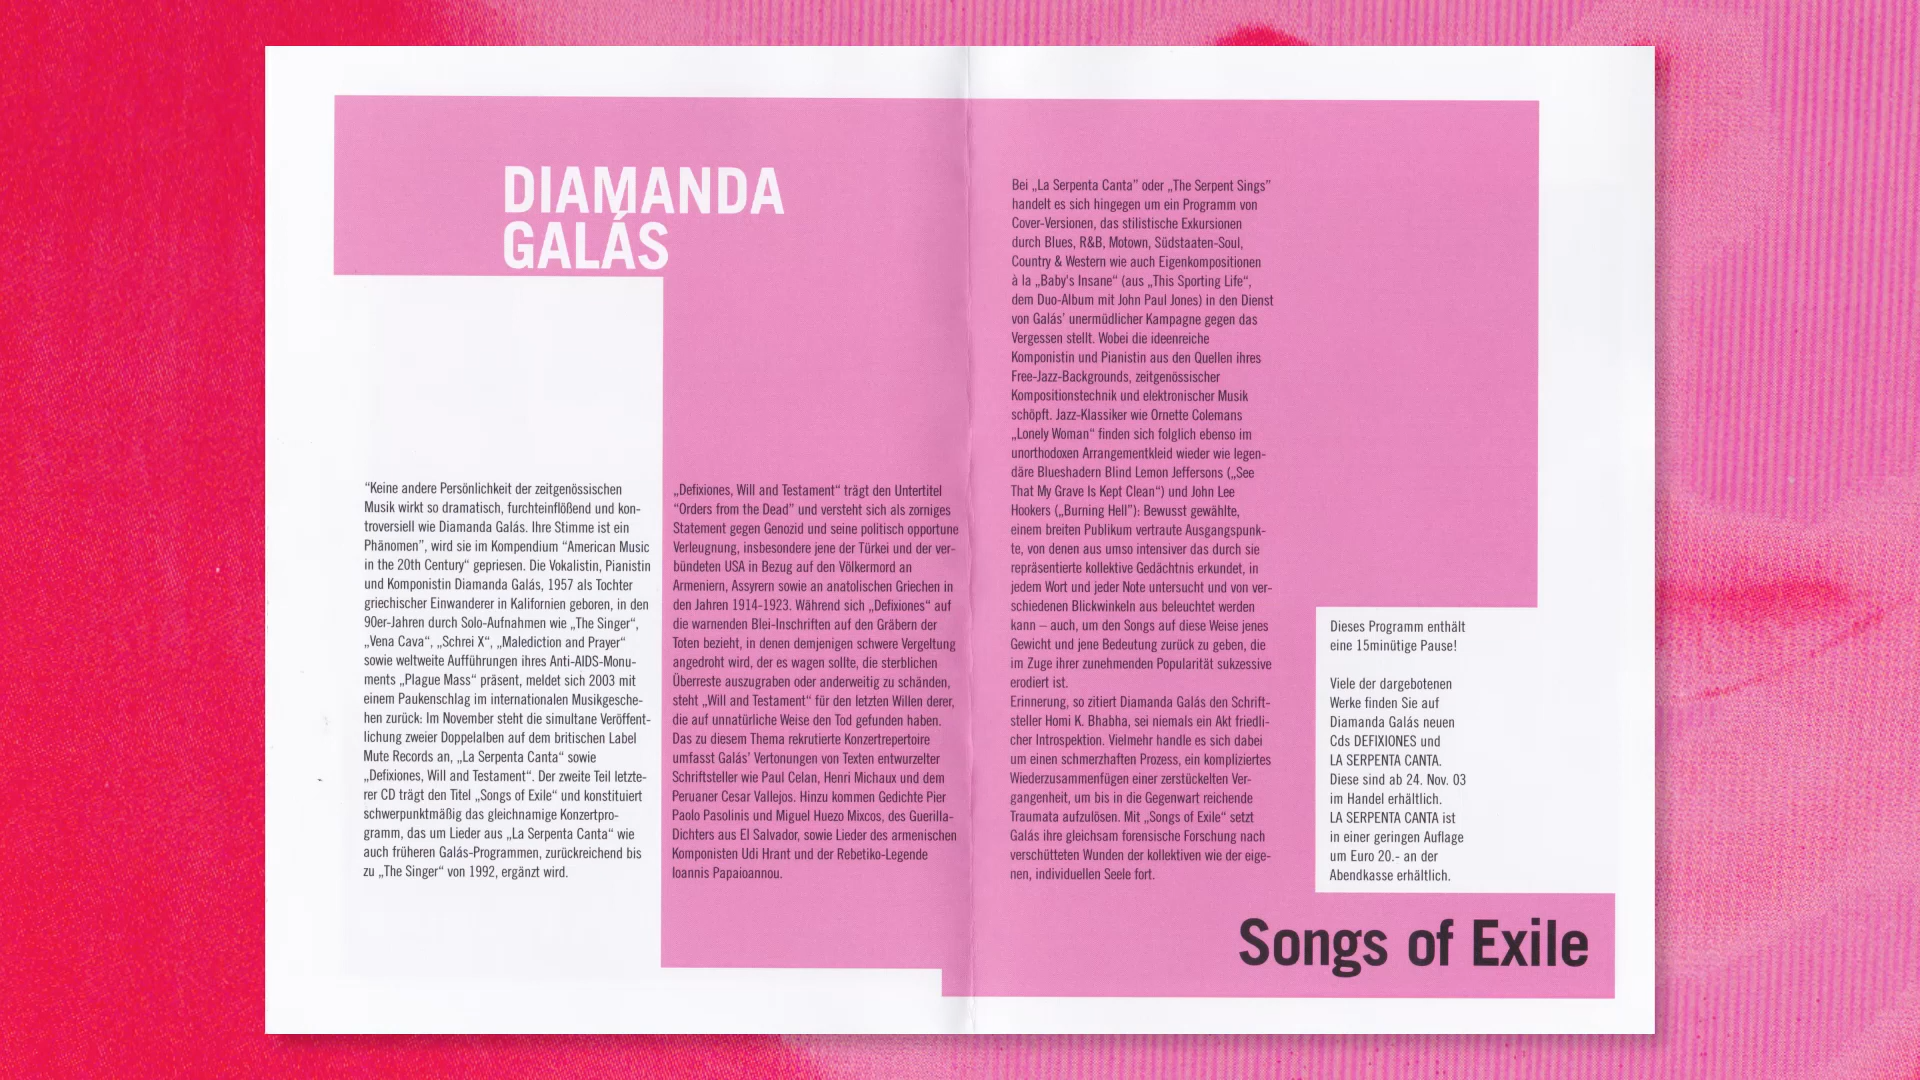 DIAMANDA
GALÁS
“Keine andere Persönlichkeit der zeitgenössischen
Musik wirkt so dramatisch, furchteinflößend und kon-
troversiell wie Diamanda Galás. Ihre Stimme ist ein
Phänomen”, wird sie im Kompendium “American Music
in the 20th Century“ gepriesen. Die Vokalistin, Pianistin
und Komponistin Diamanda Galás, 1957 als Tochter
griechischer Einwanderer in Kalifornien geboren, in den
90er-Jahren durch Solo-Aufnahmen wie „The Singer“,
„Vena Cava“, „Schrei X“, „Malediction and Prayer“
sowie weltweite Aufführungen ihres Anti-AIDS-Monu-
ments „Plague Mass“ präsent, meldet sich 2003 mit
einem Paukenschlag im internationalen Musikgesche-
hen zurück: Im November steht die simultane Veröffent-
lichung zweier Doppelalben auf dem britischen Label
Mute Records an, „La Serpenta Canta“ sowie
„Defixiones, Will and Testament“. Der zweite Teil letzte-
rer CD trägt den Titel „Songs of Exile“ und konstituiert
schwerpunktmäßig das gleichnamige Konzertpro-
gramm, das um Lieder aus „La Serpenta Canta“ wie
auch früheren Galás-Programmen, zurückreichend bis
zu „The Singer“ von 1992, ergänzt wird.
„Defixiones, Will and Testament“ trägt den Untertitel
“Orders from the Dead” und versteht sich als zorniges
Statement gegen Genozid und seine politisch opportune
Verleugnung, insbesondere jene der Türkei und der ver-
bündeten USA in Bezug auf den Völkermord an
Armeniern, Assyrern sowie an anatolischen Griechen in
den Jahren 1914-1923. Während sich „Defixiones“ auf
die warnenden Blei-Inschriften auf den Gräbern der
Toten bezieht, in denen demjenigen schwere Vergeltung
angedroht wird, der es wagen sollte, die sterblichen
Überreste auszugraben oder anderweitig zu schänden,
steht „Will and Testament“ für den letzten Willen derer,
die auf unnatürliche Weise den Tod gefunden haben.
Das zu diesem Thema rekrutierte Konzertrepertoire
umfasst Galás’ Vertonungen von Texten entwurzelter
Schriftsteller wie Paul Celan, Henri Michaux und dem
Peruaner Cesar Vallejos. Hinzu kommen Gedichte Pier
Paolo Pasolinis und Miguel Huezo Mixcos, des Guerilla-
Dichters aus El Salvador, sowie Lieder des armenischen
Komponisten Udi Hrant und der Rebetiko-Legende
Ioannis Papaioannou.
Bei „La Serpenta Canta” oder „The Serpent Sings”
handelt es sich hingegen um ein Programm von
Cover-Versionen, das stilistische Exkursionen
durch Blues, R&B, Motown, Südstaaten-Soul,
Country & Western wie auch Eigenkompositionen
à la „Baby's Insane“ (aus „This Sporting Life“,
dem Duo-Album mit John Paul Jones) in den Dienst
von Galás’ unermüdlicher Kampagne gegen das
Vergessen stellt. Wobei die ideenreiche
Komponistin und Pianistin aus den Quellen ihres
Free-Jazz-Backgrounds, zeitgenössischer
Kompositionstechnik und elektronischer Musik
schöpft. Jazz-Klassiker wie Ornette Colemans
„Lonely Woman“ finden sich folglich ebenso im
unorthodoxen Arrangementkleid wieder wie legen-
däre Blueshadern Blind Lemon Jeffersons („See
That My Grave Is Kept Clean“) und John Lee
Hookers („Burning Hell”): Bewusst gewählte,
einem breiten Publikum vertraute Ausgangspunk-
te, von denen aus umso intensiver das durch sie
repräsentierte kollektive Gedächtnis erkundet, in
jedem Wort und jeder Note untersucht und von ver-
schiedenen Blickwinkeln aus beleuchtet werden
kann – auch, um den Songs auf diese Weise jenes
Gewicht und jene Bedeutung zurück zu geben, die
im Zuge ihrer zunehmenden Popularität sukzessive
erodiert ist.
Erinnerung, so zitiert Diamanda Galás den Schrift-
steller Homi K. Bhabha, sei niemals ein Akt friedli-
cher Introspektion. Vielmehr handle es sich dabei
um einen schmerzhaften Prozess, ein kompliziertes
Wiederzusammenfügen einer zerstückelten Ver-
gangenheit, um bis in die Gegenwart reichende
Traumata aufzulösen. Mit „Songs of Exile“ setzt
Galás ihre gleichsam forensische Forschung nach
verschütteten Wunden der kollektiven wie der eige-
nen, individuellen Seele fort.
Dieses Programm enthält
eine 15minütige Pause!
Viele der dargebotenen
Werke finden Sie auf
Diamanda Galás neuen
Cds DEFIXIONES und
LA SERPENTA CANTA.
Diese sind ab 24. Nov. 03
im Handel erhältlich.
LA SERPENTA CANTA ist
in einer geringen Auflage
um Euro 20.- an der
Abendkasse erhältlich.
Songs of Exile